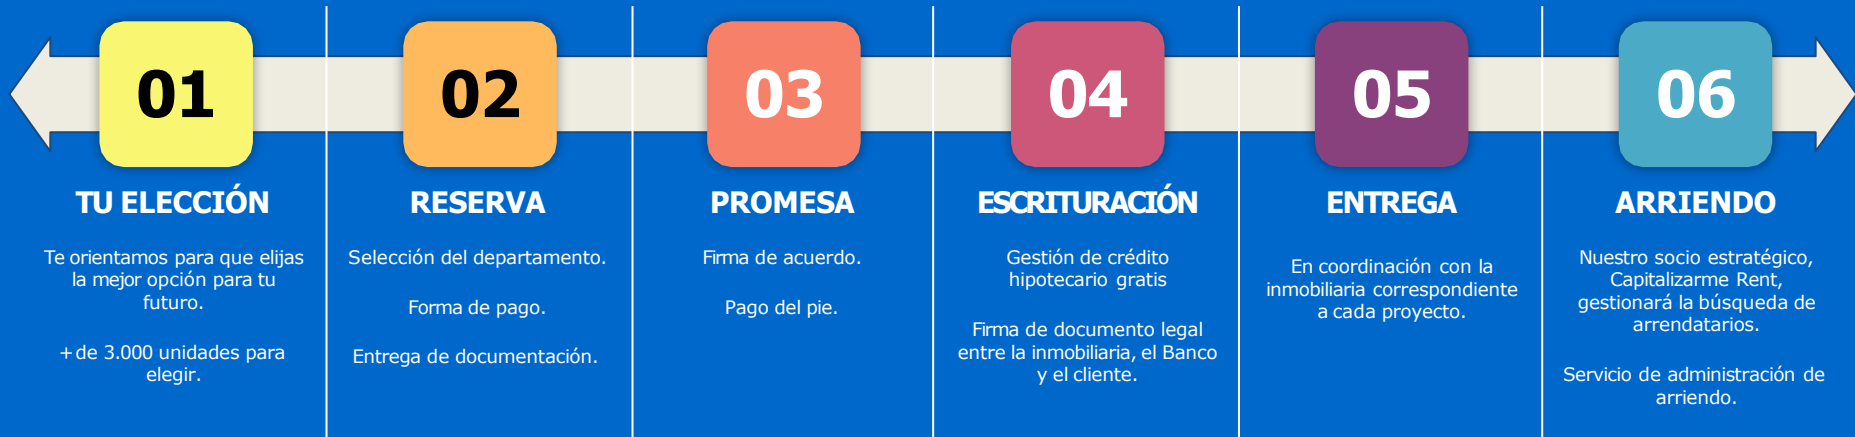 01
TU ELECCIÓN
Te orientamos para que elijas
la mejor opción para tu
futuro.
+ de 3.000 unidades para
elegir.
02
RESERVA
Selección del departamento.
Forma de pago.
Entrega de documentación.
03
PROMESA
Firma de acuerdo.
Pago del pie.
04
ESCRITURACIÓN
Gestión de crédito
hipotecario gratis
Firma de documento legal
entre la inmobiliaria, el Banco
y el cliente.
05
ENTREGA
En coordinación con la
inmobiliaria correspondiente
a cada proyecto.
06
ARRIENDO
Nuestro socio estratégico,
Capitalizarme Rent,
gestionará la búsqueda de
arrendatarios.
Servicio de administración de
arriendo.